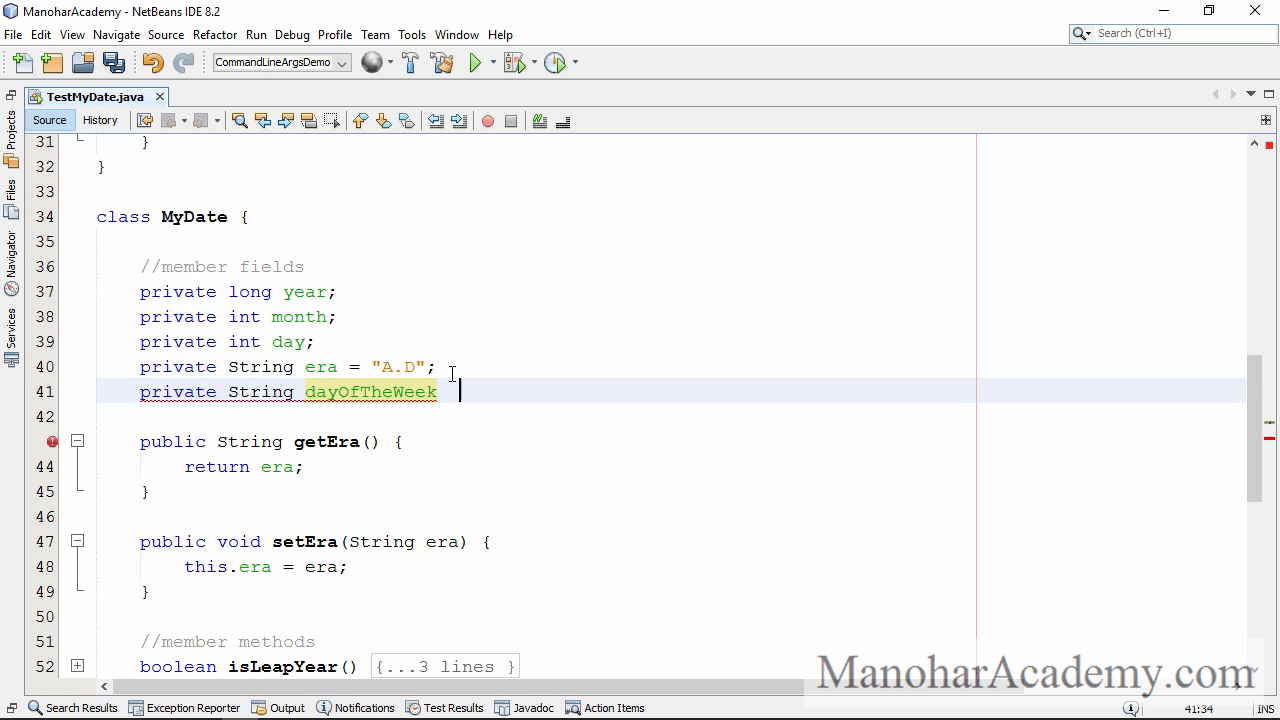 ManoharAcademy - NetBeans IDE 8.2
File Edit View Navigate Source Refactor Run Debug Profile Team Tools Window Help
Search (Ctrl+I)
CommandLineArgsDemo
TestMyDate.java
Source History
Projects
Files
Navigator
Services
31 }
32 }
33
34 class MyDate {
35
36 //member fields
37 private long year;
38 private int month;
39 private int day;
40 private String era = "A.D";
41 private String dayOfTheWeek
42
public String getEra() {
44 return era;
45 }
46
47 public void setEra(String era) {
48 this.era = era;
49 }
50
51 //member methods
52 boolean isLeapYear() {...3 lines }
ManoharAcademy.com
Search Results Exception Reporter Output Notifications Test Results Javadoc Action Items
41:34 INS